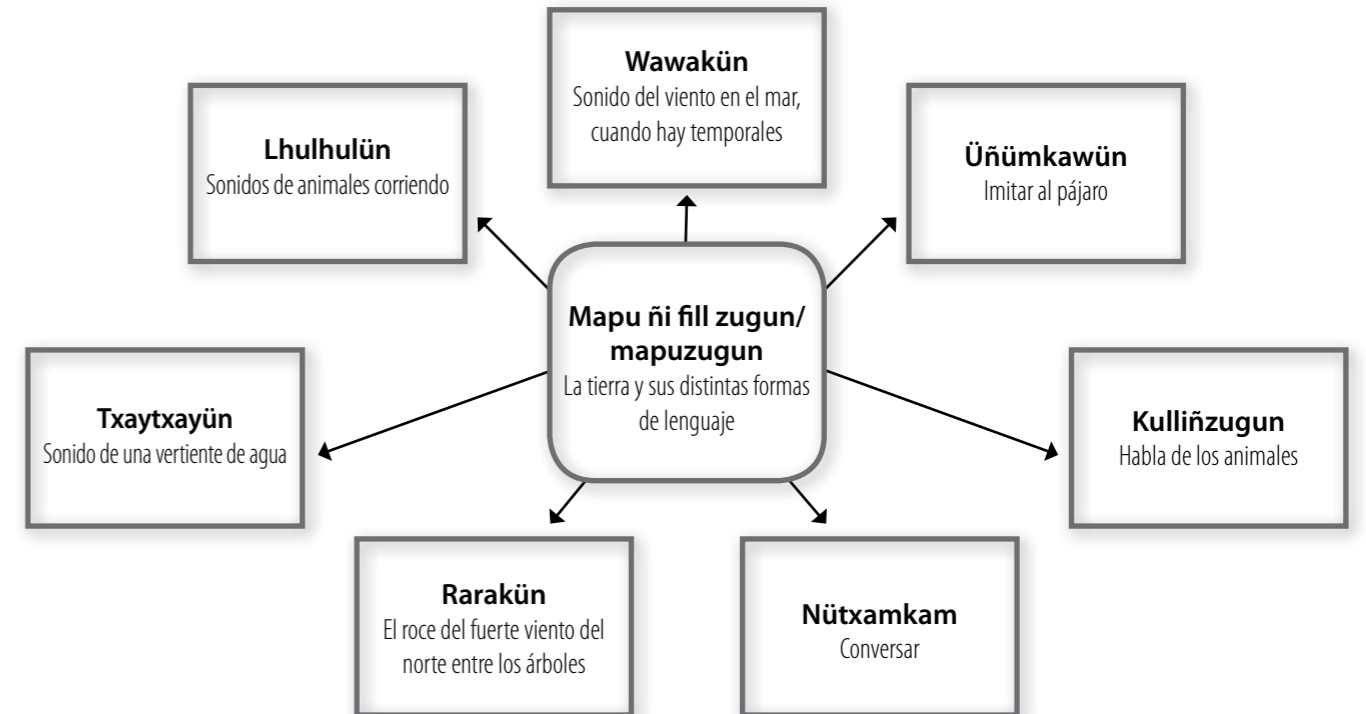 Wawakün
Sonido del viento en el mar,
cuando hay temporales
Lhulhulün
Sonidos de animales corriendo
Üñümkawün
Imitar al pájaro
Mapu ñi fill zugun/
mapuzugun
La tierra y sus distintas formas
de lenguaje
Txaytxayün
Sonido de una vertiente de agua
Kulliñzugun
Habla de los animales
Rarakün
El roce del fuerte viento del
norte entre los árboles
Nütxamkam
Conversar